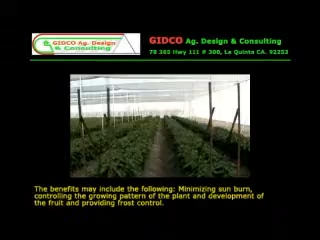 GIDCO Ag. Design
& Consulting
GIDCO Ag. Design & Consulting
78 365 Hwy 111 # 300, La Quinta CA. 92253
The benefits may include the following: Minimizing sun burn,
controlling the growing pattern of the plant and development of
the fruit and providing frost control.